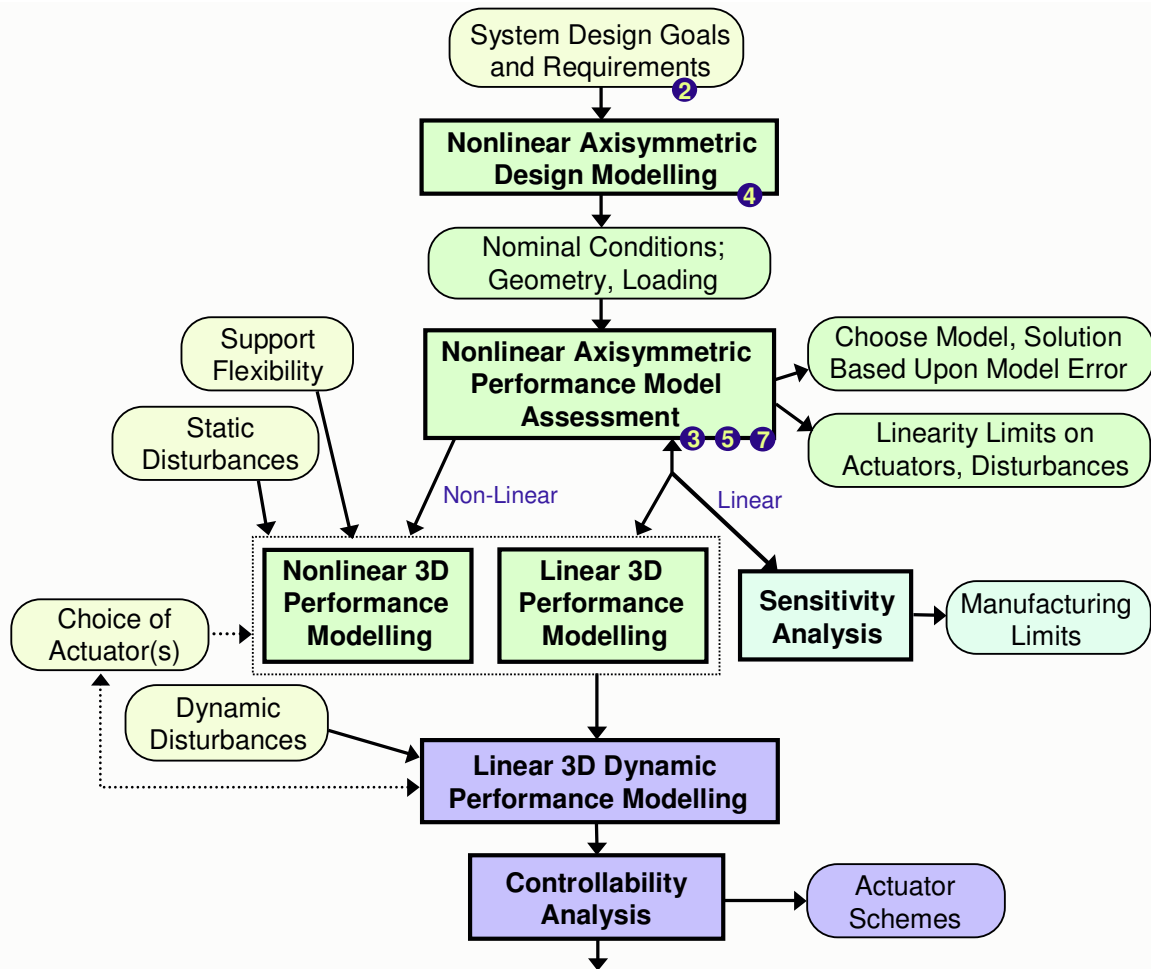 System Design Goals
and Requirements
2
Nonlinear Axisymmetric
Design Modelling
4
Nominal Conditions;
Geometry, Loading
Support
Flexibility
Nonlinear Axisymmetric
Performance Model
Assessment
3 5 7
Choose Model, Solution
Based Upon Model Error
Static
Disturbances
Linearity Limits on
Actuators, Disturbances
Non-Linear
Linear
Nonlinear 3D
Performance
Modelling
Linear 3D
Performance
Modelling
Sensitivity
Analysis
Manufacturing
Limits
Choice of
Actuator(s)
Dynamic
Disturbances
Linear 3D Dynamic
Performance Modelling
Controllability
Analysis
Actuator
Schemes